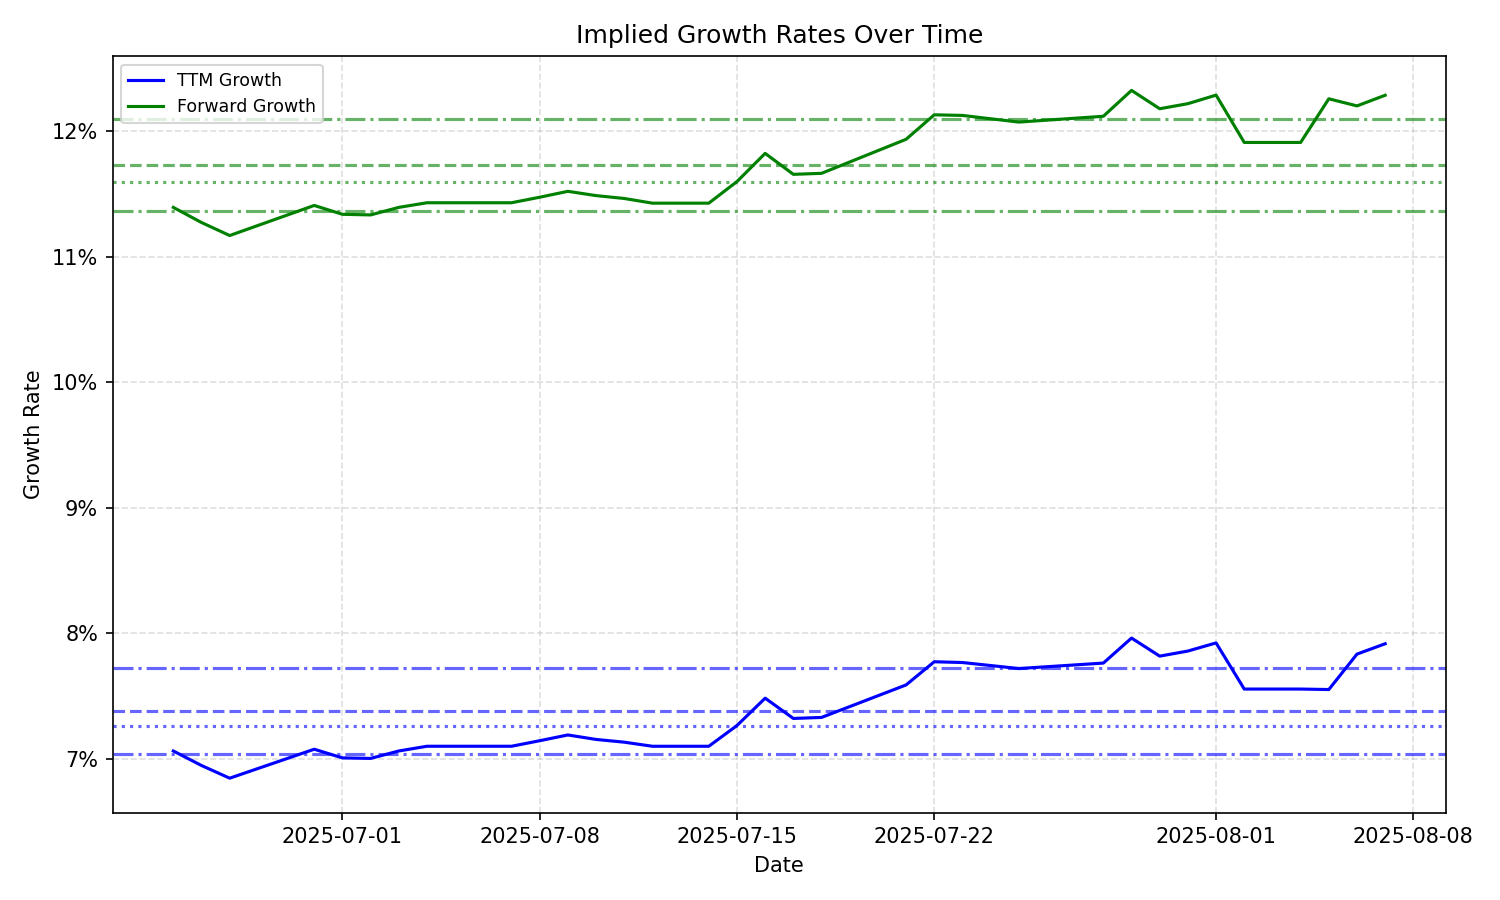 Implied Growth Rates Over Time
TTM Growth
Forward Growth
12%
11%
10%
9%
8%
7%
Growth Rate
2025-07-01
2025-07-08
2025-07-15
2025-07-22
2025-08-01
2025-08-08
Date